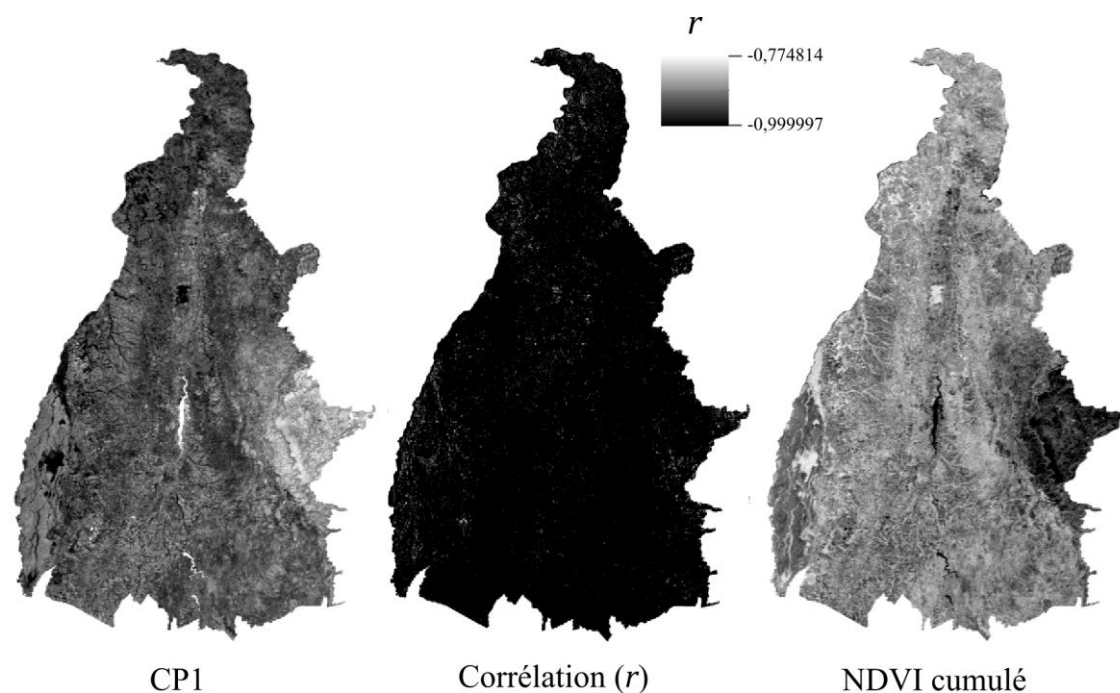 r
-0,774814
-0,999997
CP1
Corrélation (r)
NDVI cumulé